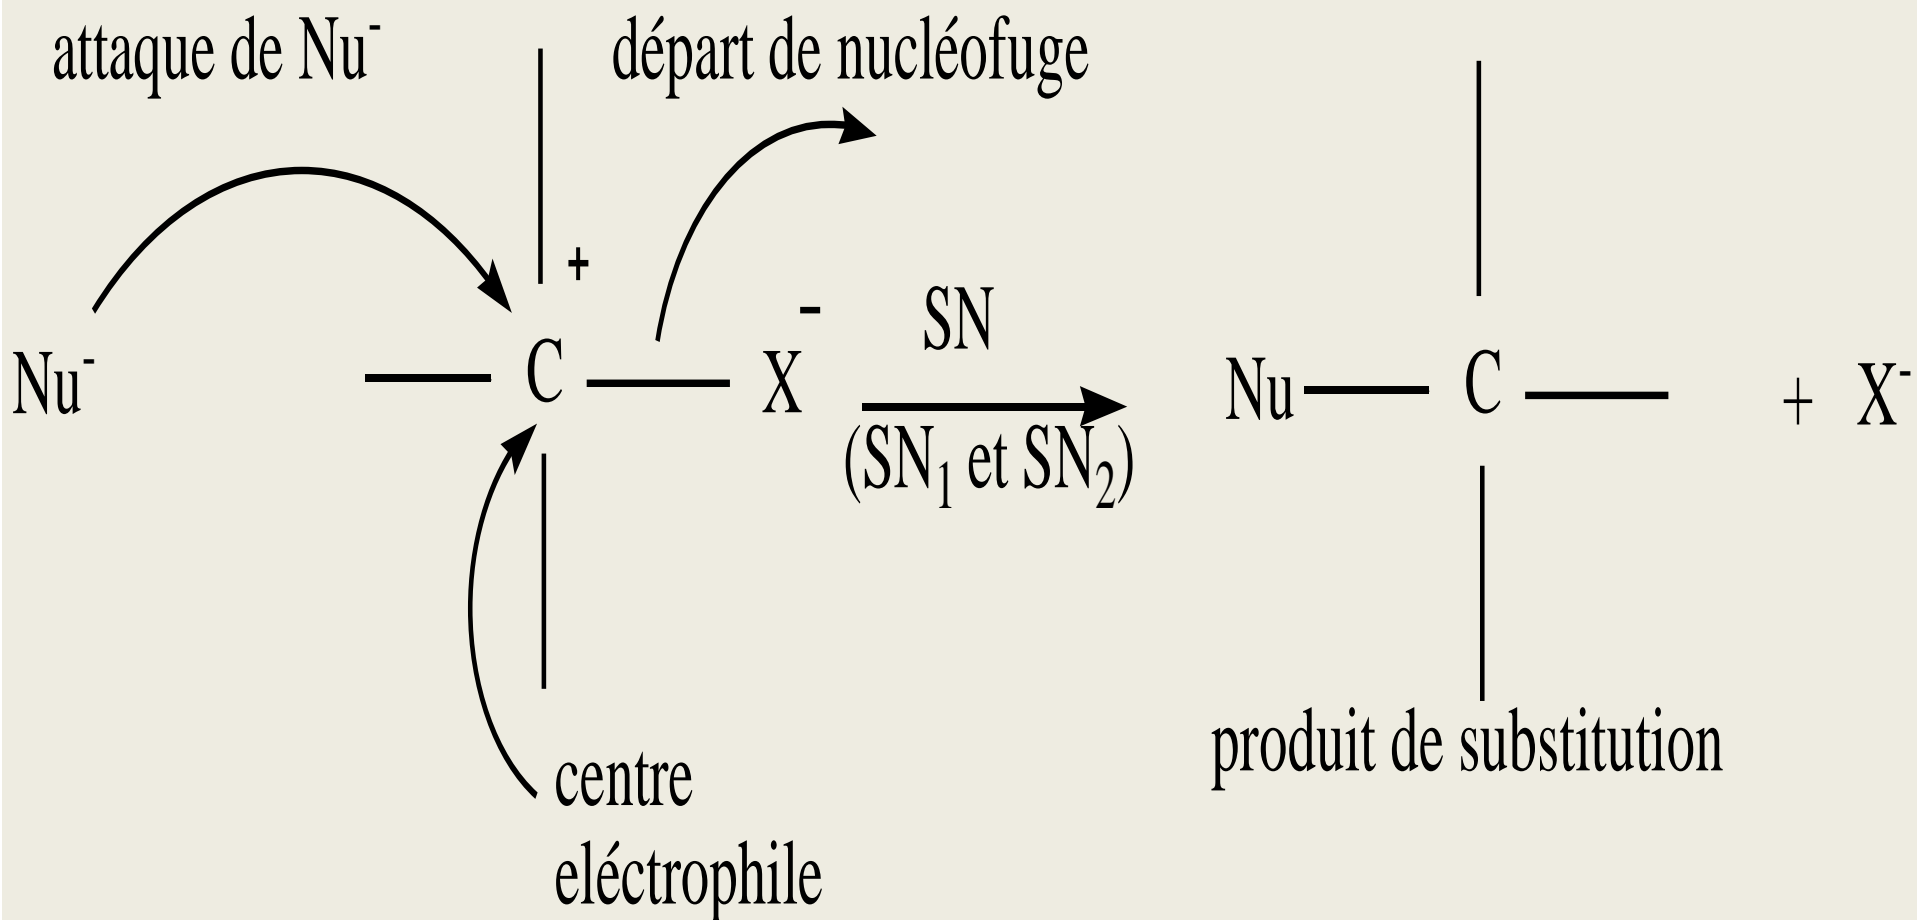 attaque de Nu⁻ départ de nucléofuge
+
Nu⁻ C X⁻ SN Nu C + X⁻
(SN₁ et SN₂)
produit de substitution
centre
eléctrophile